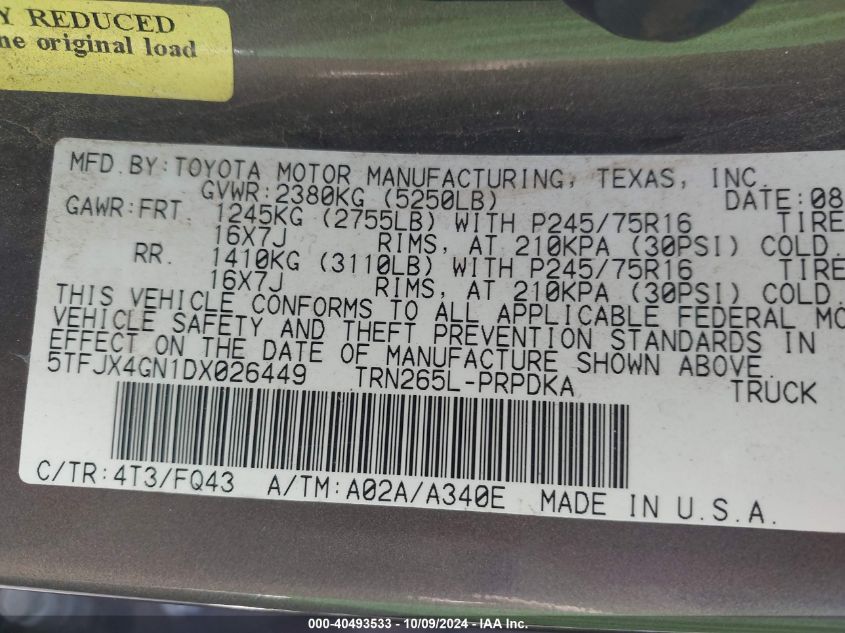 Y REDUCED
ne original load
MFD.BY:TOYOTA MOTOR MANUFACTURING, TEXAS, INC.
GVWR:2380KG (5250LB) DATE:08
GAWR:FRT. 1245KG (2755LB) WITH P245/75R16 TIRE
16X7J RIMS, AT 210KPA (30PSI) COLD.
RR. 1410KG (3110LB) WITH P245/75R16 TIRE
16X7J RIMS, AT 210KPA (30PSI) COLD.
THIS VEHICLE CONFORMS TO ALL APPLICABLE FEDERAL MO
VEHICLE SAFETY AND THEFT PREVENTION STANDARDS IN
EFFECT ON THE DATE OF MANUFACTURE SHOWN ABOVE.
5TFJX4GN1DX026449 TRN265L-PRPDKA TRUCK
C/TR:4T3/FQ43 A/TM:A02A/A340E MADE IN U.S.A.
000-40493533 - 10/09/2024 - IAA Inc.